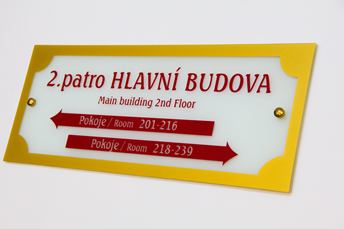 2.patro HLAVNÍ BUDOVA
Main building 2nd Floor
Pokoje / Room 201-216
Pokoje / Room 218-239